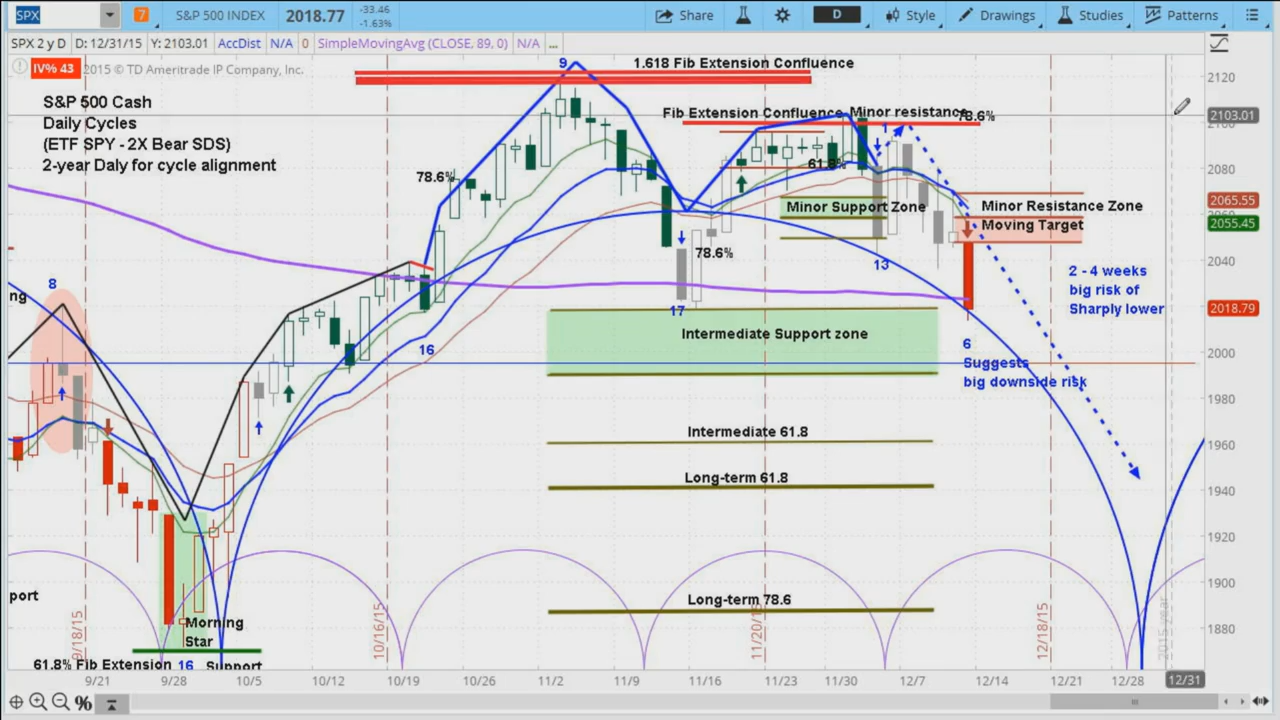 SPX 7 S&P 500 INDEX 2018.77 -33.46 -1.63% Share D Style Drawings Studies Patterns
SPX 2 y D D: 12/31/15 Y: 2103.01 AccDist N/A 0 SimpleMovingAvg (CLOSE, 89, 0) N/A ...
IV% 43 2015 © TD Ameritrade IP Company, Inc.
S&P 500 Cash
Daily Cycles
(ETF SPY - 2X Bear SDS)
2-year Daly for cycle alignment
9
1.618 Fib Extension Confluence
2120
Fib Extension Confluence
Minor resistance
78.6%
2103.01
2100
1
61.8%
2080
78.6%
2065.55
2060
2055.45
Minor Support Zone
Minor Resistance Zone
Moving Target
78.6%
2040
13
2 - 4 weeks
big risk of
Sharply lower
8
ng
17
2018.79
Intermediate Support zone
16
6
Suggests
big downside risk
2000
1980
Intermediate 61.8
1960
Long-term 61.8
1940
1920
1900
Long-term 78.6
1880
port
Morning
Star
61.8% Fib Extension 16 Support
9/18/15
10/16/15
11/20/15
12/18/15
2015 year
9/21 9/28 10/5 10/12 10/19 10/26 11/2 11/9 11/16 11/23 11/30 12/7 12/14 12/21 12/28 12/31
%